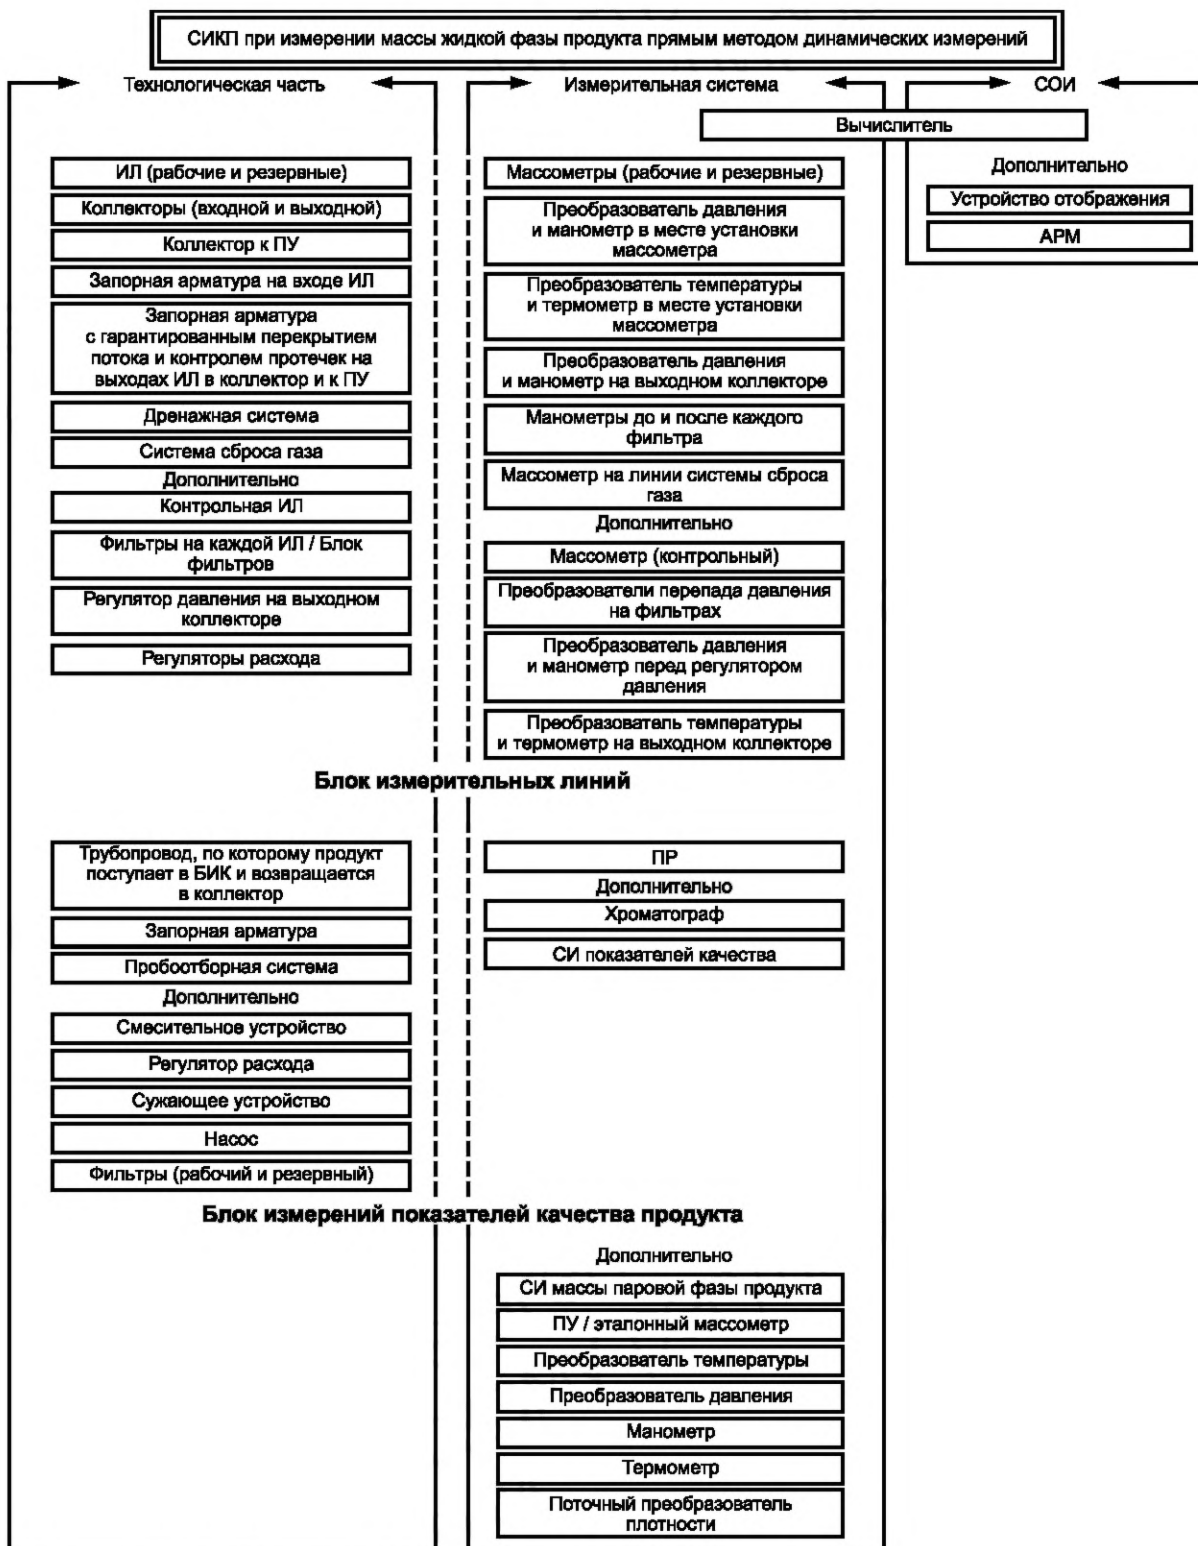 СИКП при измерении массы жидкой фазы продукта прямым методом динамических измерений
Технологическая часть
Измерительная система
СОИ
Вычислитель
ИЛ (рабочие и резервные)
Коллекторы (входной и выходной)
Коллектор к ПУ
Запорная арматура на входе ИЛ
Запорная арматура
с гарантированным перекрытием
потока и контролем протечек на
выходах ИЛ в коллектор и к ПУ
Дренажная система
Система сброса газа
Дополнительно
Контрольная ИЛ
Фильтры на каждой ИЛ / Блок
фильтров
Регулятор давления на выходном
коллекторе
Регуляторы расхода
Массометры (рабочие и резервные)
Преобразователь давления
и манометр в месте установки
массометра
Преобразователь температуры
и термометр в месте установки
массометра
Преобразователь давления
и манометр на выходном коллекторе
Манометры до и после каждого
фильтра
Массометр на линии системы сброса
газа
Дополнительно
Массометр (контрольный)
Преобразователи перепада давления
на фильтрах
Преобразователь давления
и манометр перед регулятором
давления
Преобразователь температуры
и термометр на выходном коллекторе
Дополнительно
Устройство отображения
АРМ
Блок измерительных линий
Трубопровод, по которому продукт
поступает в БИК и возвращается
в коллектор
Запорная арматура
Пробоотборная система
Дополнительно
Смесительное устройство
Регулятор расхода
Сужающее устройство
Насос
Фильтры (рабочий и резервный)
ПР
Дополнительно
Хроматограф
СИ показателей качества
Блок измерений показателей качества продукта
Дополнительно
СИ массы паровой фазы продукта
ПУ / эталонный массометр
Преобразователь температуры
Преобразователь давления
Манометр
Термометр
Поточный преобразователь
плотности